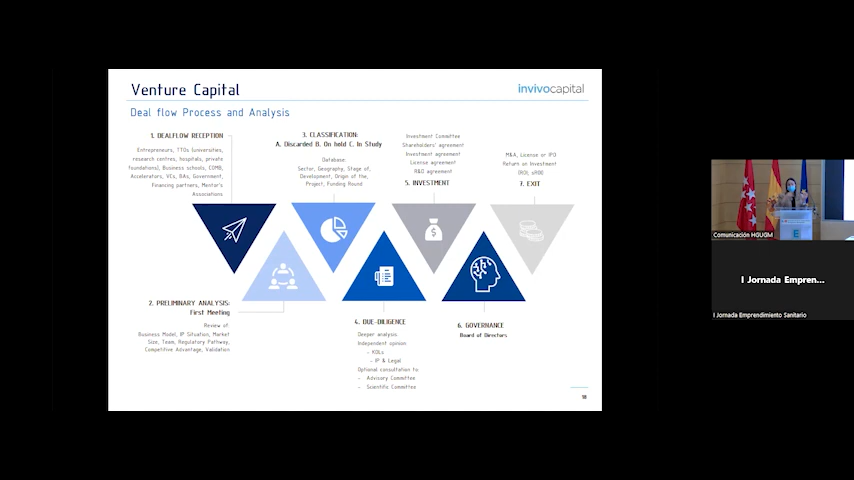 Venture Capital
invivocapital
Deal flow Process and Analysis
1. DEALFLOW RECEPTION
Entrepreneurs, TTOs (universities,
research centres, hospitals, private
foundations), Business schools, COMB,
Accelerators, VCs, BAs, Government,
Financing partners, Mentor's
Associations.
3. CLASSIFICATION:
A. Discarded B. On hold C. In Study
Database:
Sector, Geography, Stage of,
Development, Origin of the,
Project, Funding Round
Investment Committee
Shareholders' agreement
Investment agreement
License agreement
R&D agreement
5. INVESTMENT
M&A, License or IPO
Return on Investment
7. EXIT
2. PRELIMINARY ANALYSIS:
First Meeting
Review of:
Business Model, IP Situation, Market
Size, Team, Regulatory Pathway,
Competitive Advantage, Validation
4. DUE-DILIGENCE
Deeper analysis
Independent opinion:
- KOLs
- IP & Legal
Optional consultation to:
- Advisory Committee
- Scientific Committee
6. GOVERNANCE
Board of Directors
18
Comunicación HGUGM
I Jornada Empren...
I Jornada Emprendimiento Sanitario